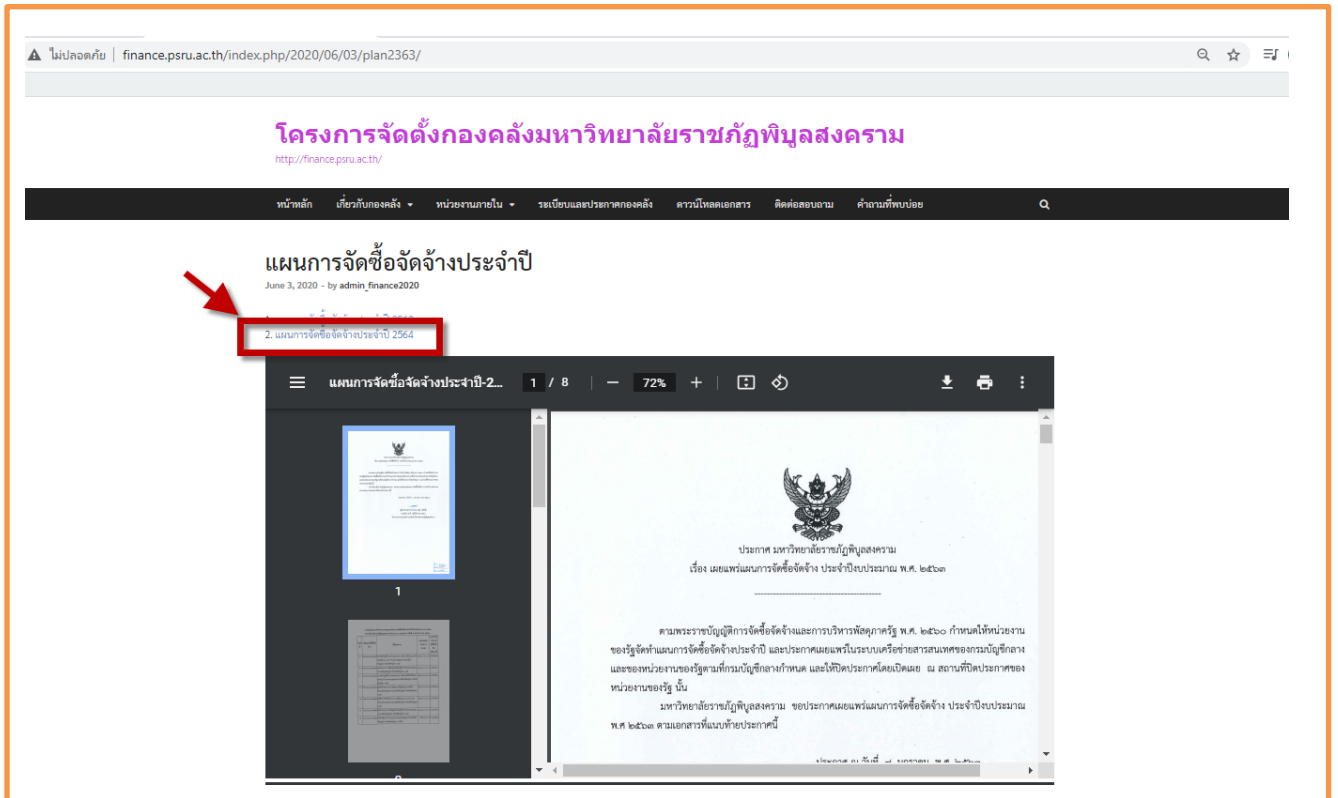 ไม่ปลอดภัย | finance.psru.ac.th/index.php/2020/06/03/plan2363/
โครงการจัดตั้งกองคลังมหาวิทยาลัยราชภัฏพิบูลสงคราม
http://finance.psru.ac.th/
หน้าหลัก เกี่ยวกับกองคลัง หน่วยงานภายใน ระเบียบและประกาศกองคลัง ดาวน์โหลดเอกสาร ติดต่อสอบถาม คำถามที่พบบ่อย
แผนการจัดซื้อจัดจ้างประจำปี
June 3, 2020 - by admin_finance2020
2. แผนการจัดซื้อจัดจ้างประจำปี 2564
แผนการจัดซื้อจัดจ้างประจำปี-2... 1 / 8 | − 72% + |
1
ประกาศ มหาวิทยาลัยราชภัฏพิบูลสงคราม
เรื่อง เผยแพร่แผนการจัดซื้อจัดจ้าง ประจำปีงบประมาณ พ.ศ. ๒๕๖๓
ตามพระราชบัญญัติการจัดซื้อจัดจ้างและการบริหารพัสดุภาครัฐ พ.ศ. ๒๕๖๐ กำหนดให้หน่วยงาน
ของรัฐจัดทำแผนการจัดซื้อจัดจ้างประจำปี และประกาศเผยแพร่ในระบบเครือข่ายสารสนเทศของกรมบัญชีกลาง
และของหน่วยงานของรัฐตามที่กรมบัญชีกลางกำหนด และให้ปิดประกาศโดยเปิดเผย ณ สถานที่ปิดประกาศของ
หน่วยงานของรัฐ นั้น
มหาวิทยาลัยราชภัฏพิบูลสงคราม ขอประกาศเผยแพร่แผนการจัดซื้อจัดจ้าง ประจำปีงบประมาณ
พ.ศ ๒๕๖๓ ตามเอกสารที่แนบท้ายประกาศนี้